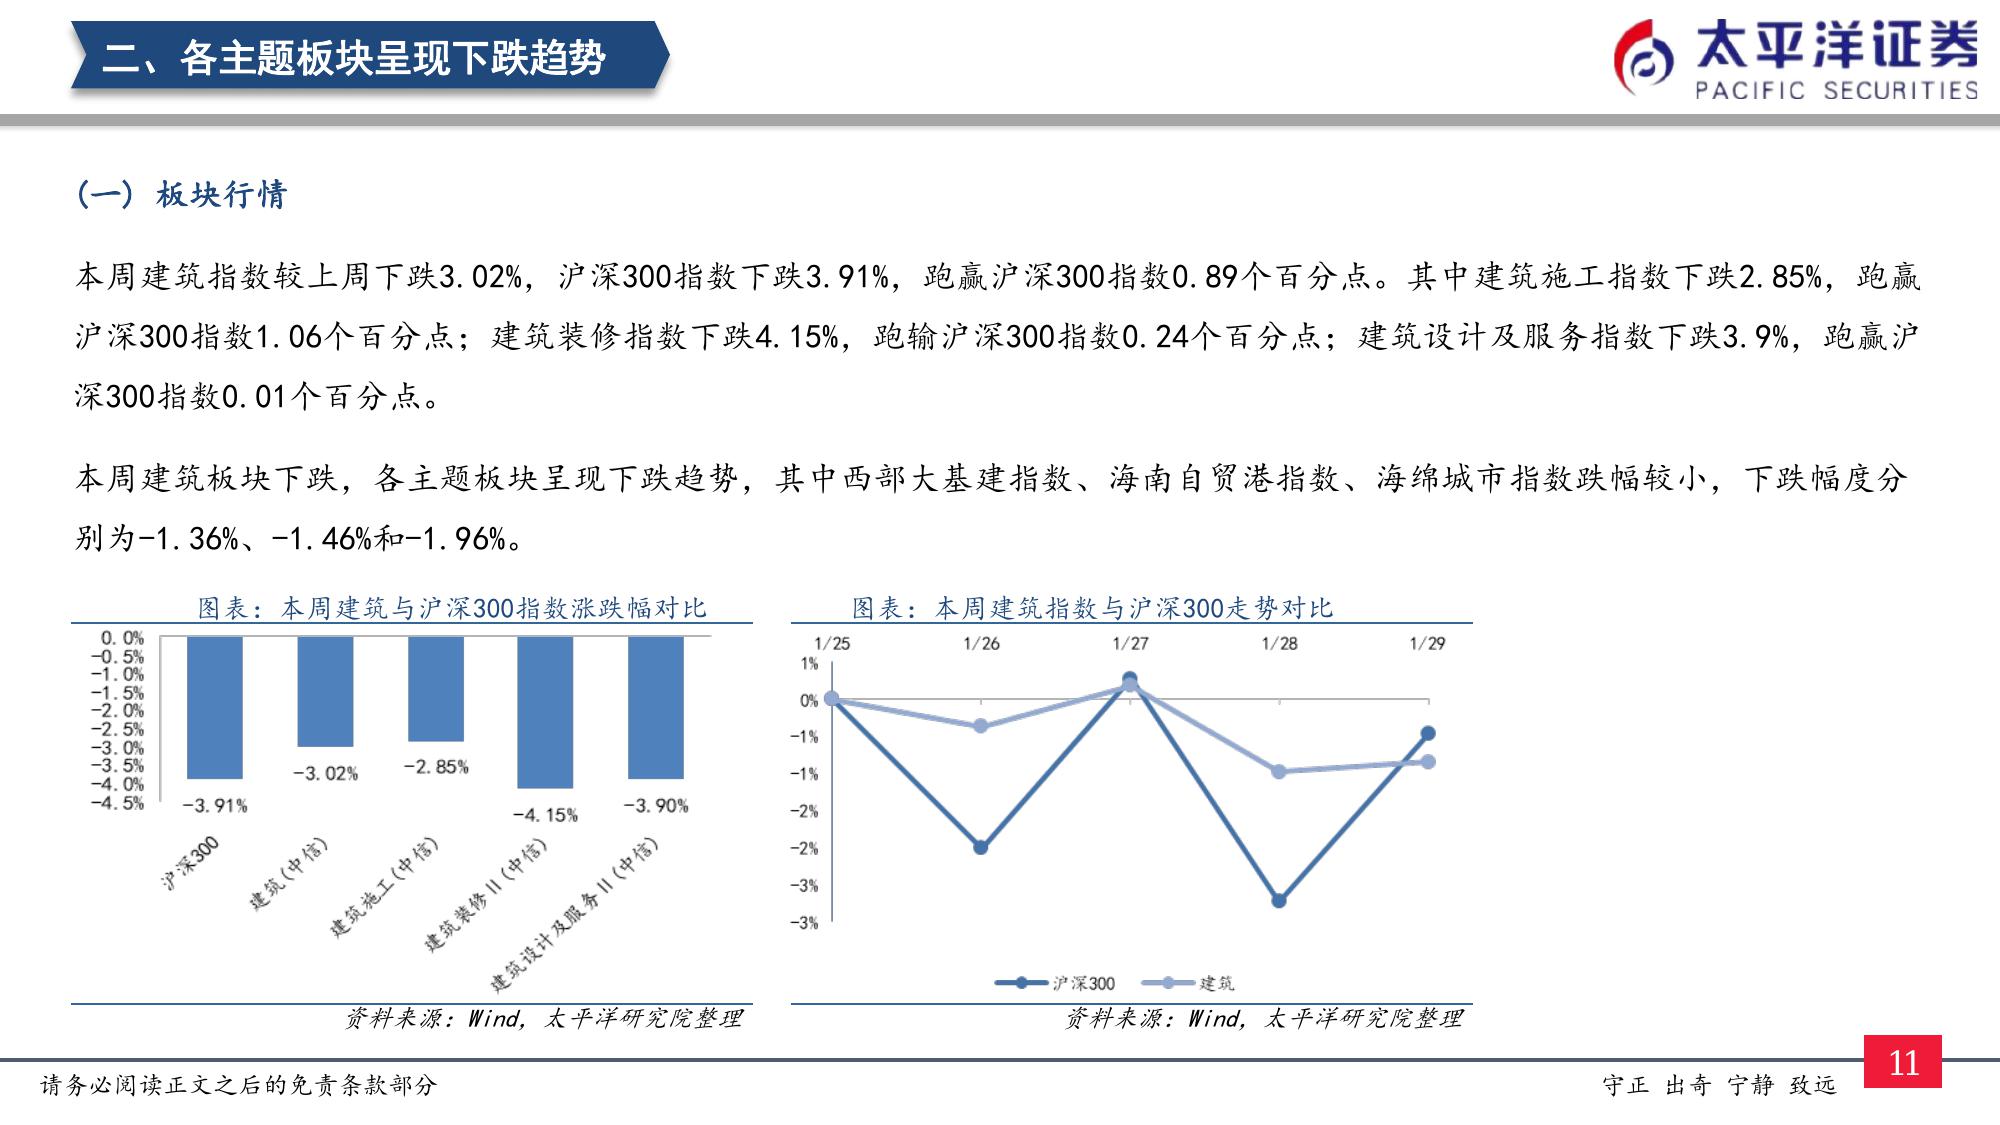 二、各主题板块呈现下跌趋势
太平洋证券
PACIFIC SECURITIES
(一) 板块行情
本周建筑指数较上周下跌3.02%，沪深300指数下跌3.91%，跑赢沪深300指数0.89个百分点。其中建筑施工指数下跌2.85%，跑赢
沪深300指数1.06个百分点；建筑装修指数下跌4.15%，跑输沪深300指数0.24个百分点；建筑设计及服务指数下跌3.9%，跑赢沪
深300指数0.01个百分点。
本周建筑板块下跌，各主题板块呈现下跌趋势，其中西部大基建指数、海南自贸港指数、海绵城市指数跌幅较小，下跌幅度分
别为-1.36%、-1.46%和-1.96%。
图表：本周建筑与沪深300指数涨跌幅对比
0.0%
-0.5%
-1.0%
-1.5%
-2.0%
-2.5%
-3.0%
-3.5%
-4.0%
-4.5%
-3.91%
-3.02%
-2.85%
-4.15%
-3.90%
沪深300
建筑(中信)
建筑施工(中信)
建筑装修Ⅱ(中信)
建筑设计及服务Ⅱ(中信)
资料来源：Wind，太平洋研究院整理
图表：本周建筑指数与沪深300走势对比
1/25
1/26
1/27
1/28
1/29
1%
0%
-1%
-1%
-2%
-2%
-3%
-3%
沪深300
建筑
资料来源：Wind，太平洋研究院整理
请务必阅读正文之后的免责条款部分
守正 出奇 宁静 致远
11